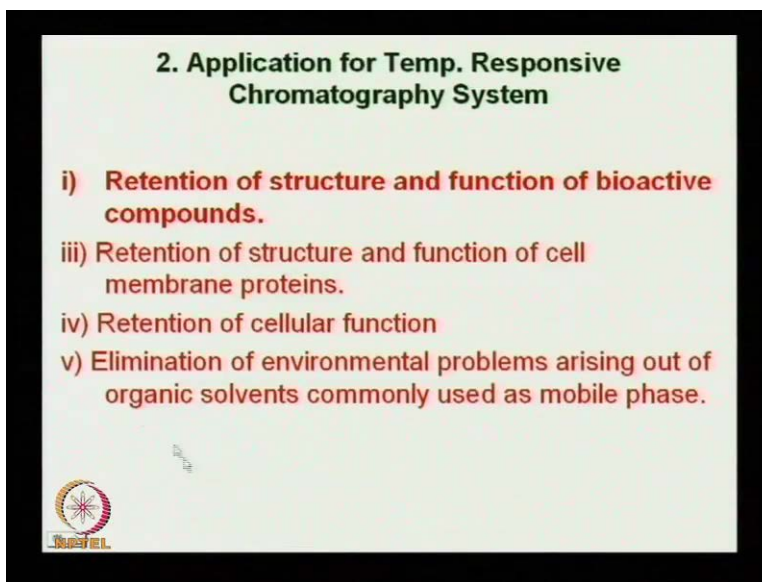 2. Application for Temp. Responsive
Chromatography System
i) Retention of structure and function of bioactive
compounds.
iii) Retention of structure and function of cell
membrane proteins.
iv) Retention of cellular function
v) Elimination of environmental problems arising out of
organic solvents commonly used as mobile phase.
NPTEL